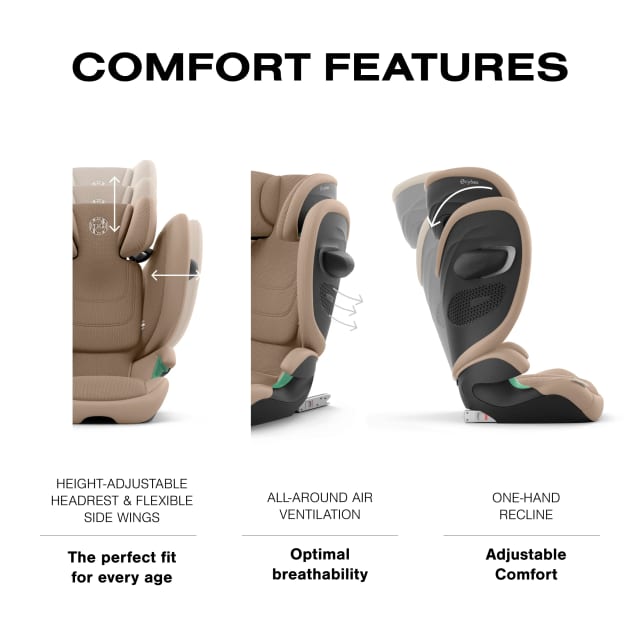 COMFORT FEATURES
cybex
HEIGHT-ADJUSTABLE
HEADREST & FLEXIBLE
SIDE WINGS
The perfect fit
for every age
ALL-AROUND AIR
VENTILATION
Optimal
breathability
ONE-HAND
RECLINE
Adjustable
Comfort